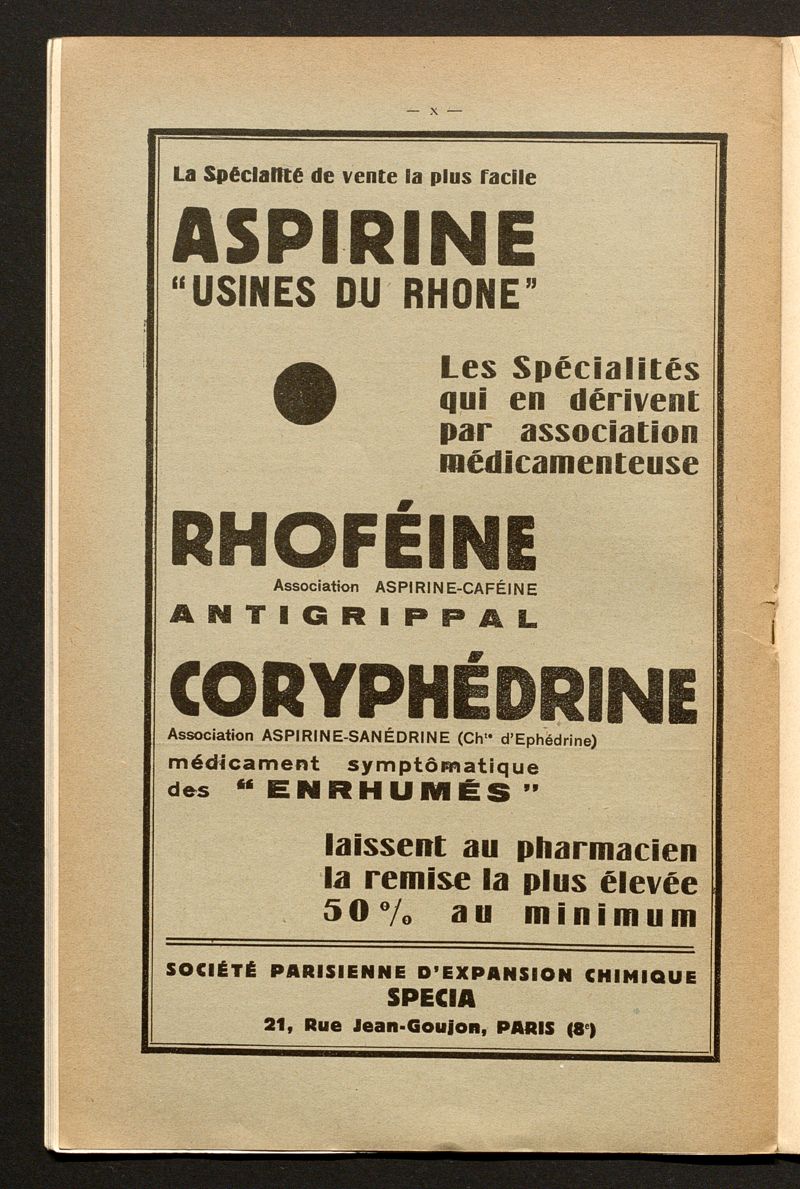 — x —
La Spécialité de vente la plus facile
ASPIRINE
"USINES DU RHONE"
Les Spécialités
qui en dérivent
par association
médicamenteuse
RHOFÉINE
Association ASPIRINE-CAFÉINE
ANTIGRIPPAL
CORYPHÉDRINE
Association ASPIRINE-SANÉDRINE (Chte d'Ephédrine)
médicament symptômatique
des "ENRHUMÉS"
laissent au pharmacien
la remise la plus élevée
50 % au minimum
SOCIÉTÉ PARISIENNE D'EXPANSION CHIMIQUE
SPECIA
21, Rue Jean-Goujon, PARIS (8e)